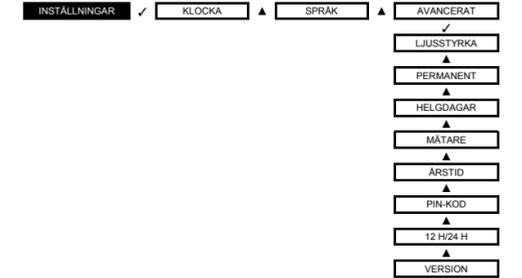 INSTÄLLNINGAR ✓ KLOCKA ▲ SPRÅK ▲ AVANCERAT
✓
LJUSSTYRKA
▲
PERMANENT
▲
HELGDAGAR
▲
MÄTARE
▲
ÅRSTID
▲
PIN-KOD
▲
12 H/24 H
▲
VERSION